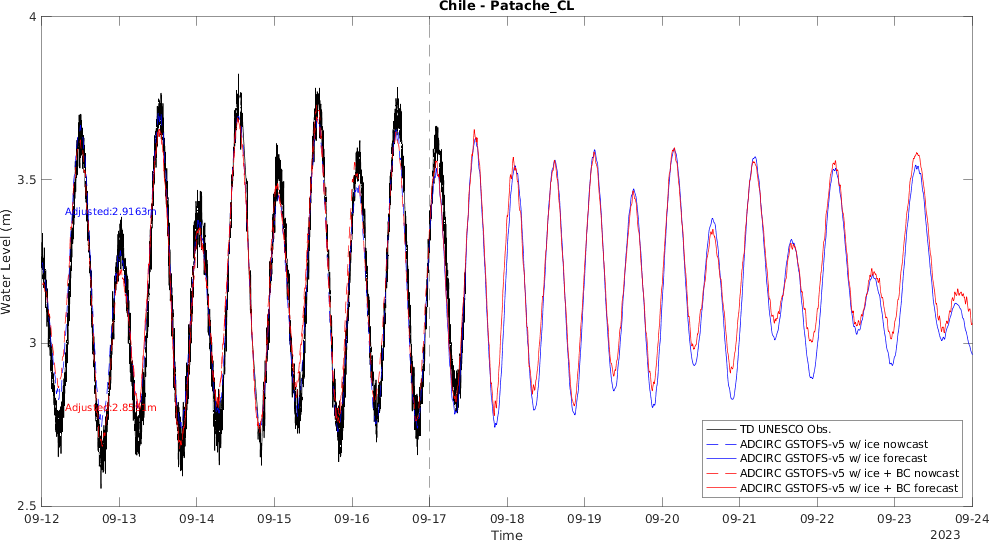 Chile - Patache_CL
4
3.5
3
2.5
Water Level (m)
Adjusted:2.9163m
TD UNESCO Obs.
ADCIRC GSTOFS-v5 w/ ice nowcast
ADCIRC GSTOFS-v5 w/ ice forecast
ADCIRC GSTOFS-v5 w/ ice + BC nowcast
ADCIRC GSTOFS-v5 w/ ice + BC forecast
09-12 09-13 09-14 09-15 09-16 09-17 09-18 09-19 09-20 09-21 09-22 09-23 09-24
Time
2023